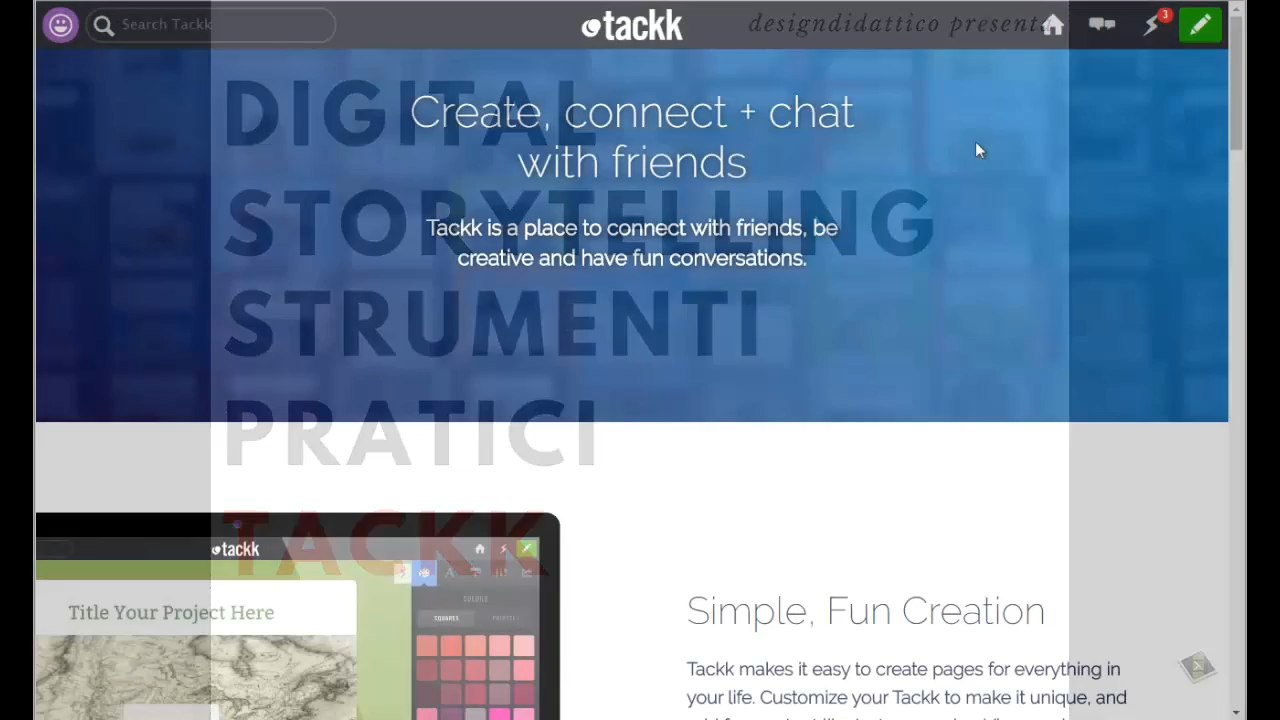 Search Tackk
tackk
designdidattico presenta
3
DIGITAL
STORYTELLING
STRUMENTI
PRATICI
TACKK
Create, connect + chat
with friends
Tackk is a place to connect with friends, be
creative and have fun conversations.
tackk
COLORS
SQUARES
Title Your Project Here
Simple, Fun Creation
Tackk makes it easy to create pages for everything in
your life. Customize your Tackk to make it unique, and